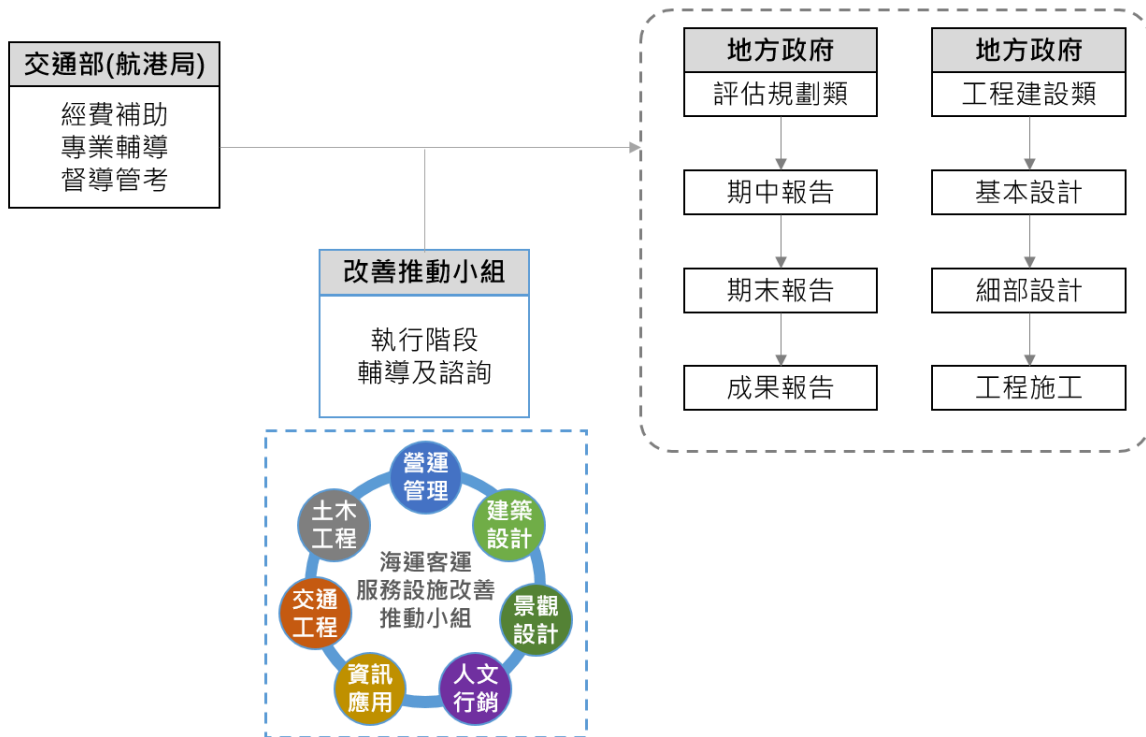 交通部(航港局)
經費補助
專業輔導
督導管考
改善推動小組
執行階段
輔導及諮詢
營運
管理
建築
設計
景觀
設計
人文
行銷
資訊
應用
交通
工程
土木
工程
海運客運
服務設施改善
推動小組
地方政府
評估規劃類
期中報告
期末報告
成果報告
地方政府
工程建設類
基本設計
細部設計
工程施工